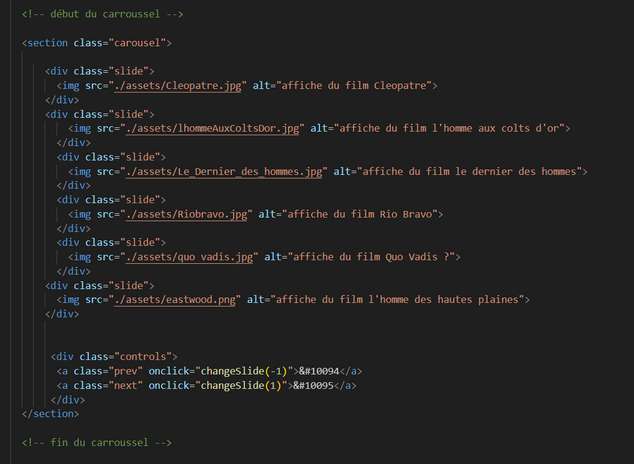 <!-- début du carroussel -->
<section class="carousel">
<div class="slide">
<img src="./assets/Cleopatre.jpg" alt="affiche du film Cleopatre">
</div>
<div class="slide">
<img src="./assets/lhommeAuxColtsDor.jpg" alt="affiche du film l'homme aux colts d'or">
</div>
<div class="slide">
<img src="./assets/Le_Dernier_des_hommes.jpg" alt="affiche du film le dernier des hommes">
</div>
<div class="slide">
<img src="./assets/Riobravo.jpg" alt="affiche du film Rio Bravo">
</div>
<div class="slide">
<img src="./assets/quo vadis.jpg" alt="affiche du film Quo Vadis ?">
</div>
<div class="slide">
<img src="./assets/eastwood.png" alt="affiche du film l'homme des hautes plaines">
</div>
<div class="controls">
<a class="prev" onclick="changeSlide(-1)">&#10094</a>
<a class="next" onclick="changeSlide(1)">&#10095</a>
</div>
</section>
<!-- fin du carroussel -->